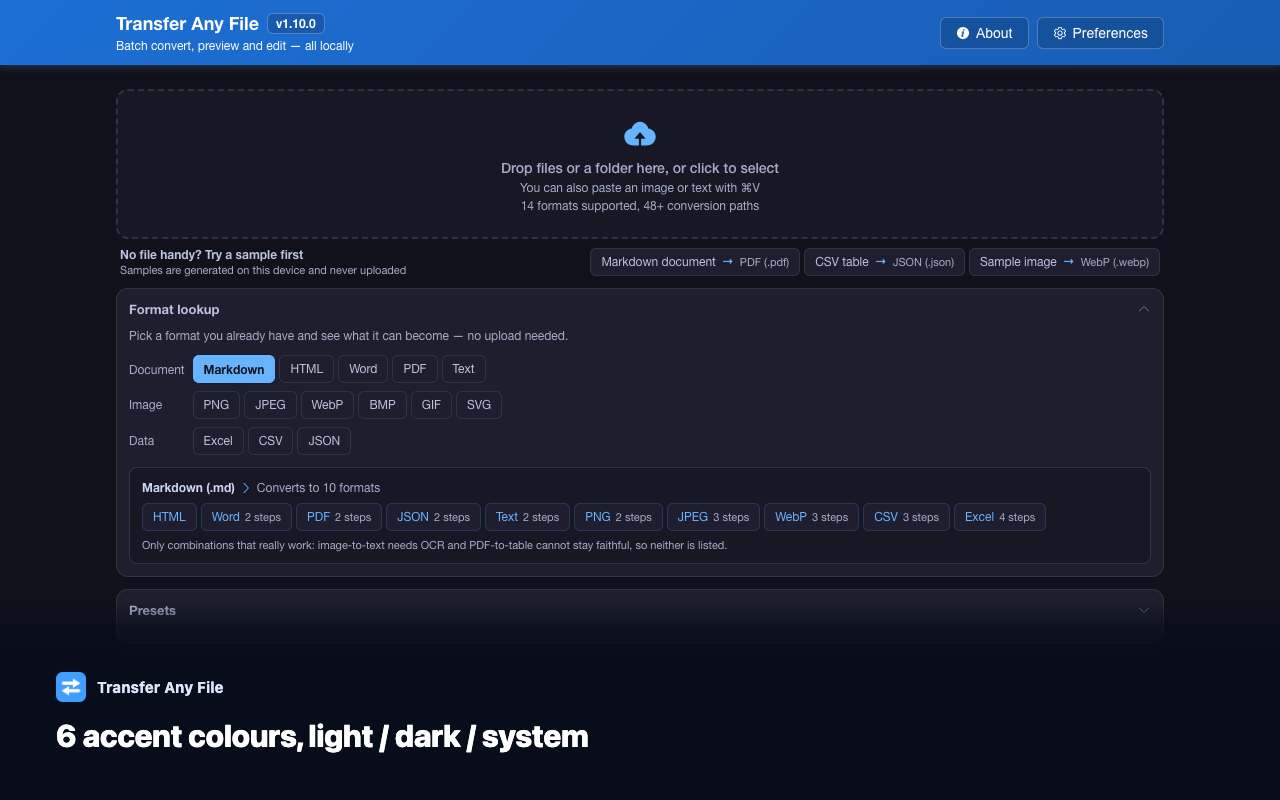 Transfer Any File v1.10.0
Batch convert, preview and edit — all locally
About
Preferences
Drop files or a folder here, or click to select
You can also paste an image or text with ⌘V
14 formats supported, 48+ conversion paths
No file handy? Try a sample first
Samples are generated on this device and never uploaded
Markdown document → PDF (.pdf)
CSV table → JSON (.json)
Sample image → WebP (.webp)
Format lookup
Pick a format you already have and see what it can become — no upload needed.
Document Markdown HTML Word PDF Text
Image PNG JPEG WebP BMP GIF SVG
Data Excel CSV JSON
Markdown (.md) > Converts to 10 formats
HTML Word 2 steps PDF 2 steps JSON 2 steps Text 2 steps PNG 2 steps JPEG 3 steps WebP 3 steps CSV 3 steps Excel 4 steps
Only combinations that really work: image-to-text needs OCR and PDF-to-table cannot stay faithful, so neither is listed.
Presets
Transfer Any File
6 accent colours, light / dark / system